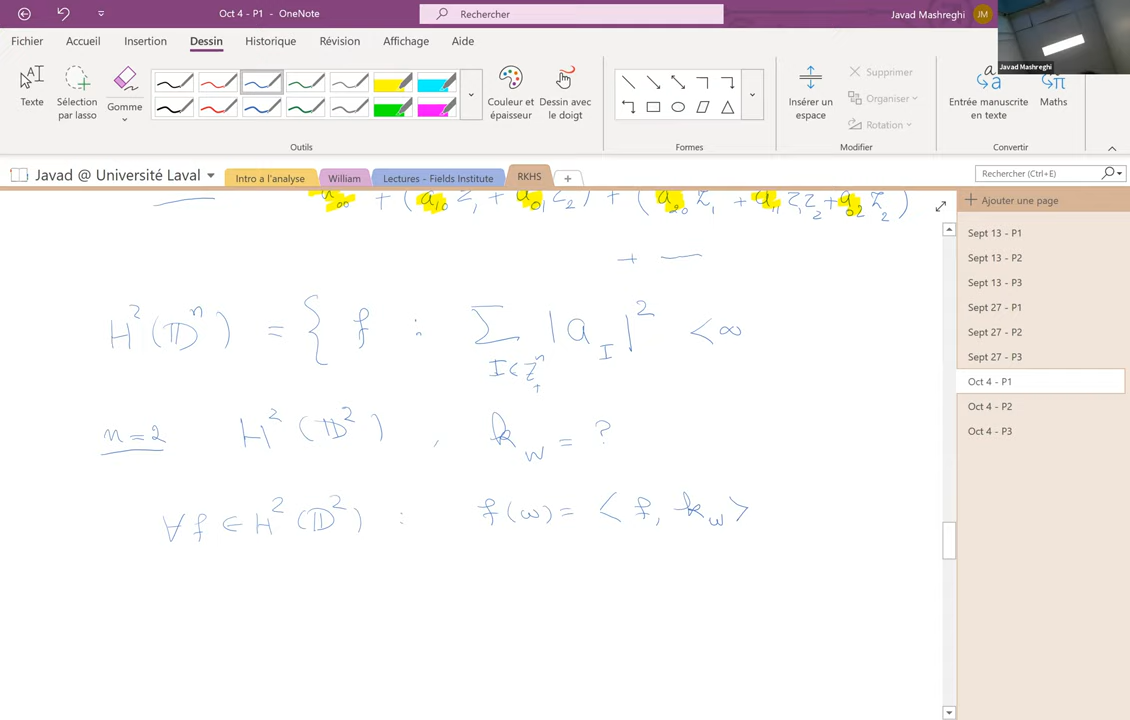 Oct 4 - P1 - OneNote
Rechercher
Javad Mashreghi
JM
Fichier
Accueil
Insertion
Dessin
Historique
Révision
Affichage
Aide
Javad Mashreghi
Texte
Sélection par lasso
Gomme
Couleur et épaisseur
Dessin avec le doigt
Insérer un espace
Supprimer
Organiser
Rotation
Entrée manuscrite en texte
Maths
Outils
Formes
Modifier
Convertir
Javad @ Université Laval
Intro a l'analyse
William
Lectures - Fields Institute
RKHS
Rechercher (Ctrl+E)
a₀₀ + (a₁₀ z₁ + a₀₁ z₂) + (a₂₀ z₁² + a₁₁ z₁z₂ + a₀₂ z₂²)
+ —
H²(𝔻ⁿ) = { f : Σ_{I∈ℤ₊ⁿ} |a_I|² < ∞
n=2 H²(𝔻²) , k_w = ?
∀f ∈ H²(𝔻²) : f(w) = <f, k_w>
Ajouter une page
Sept 13 - P1
Sept 13 - P2
Sept 13 - P3
Sept 27 - P1
Sept 27 - P2
Sept 27 - P3
Oct 4 - P1
Oct 4 - P2
Oct 4 - P3